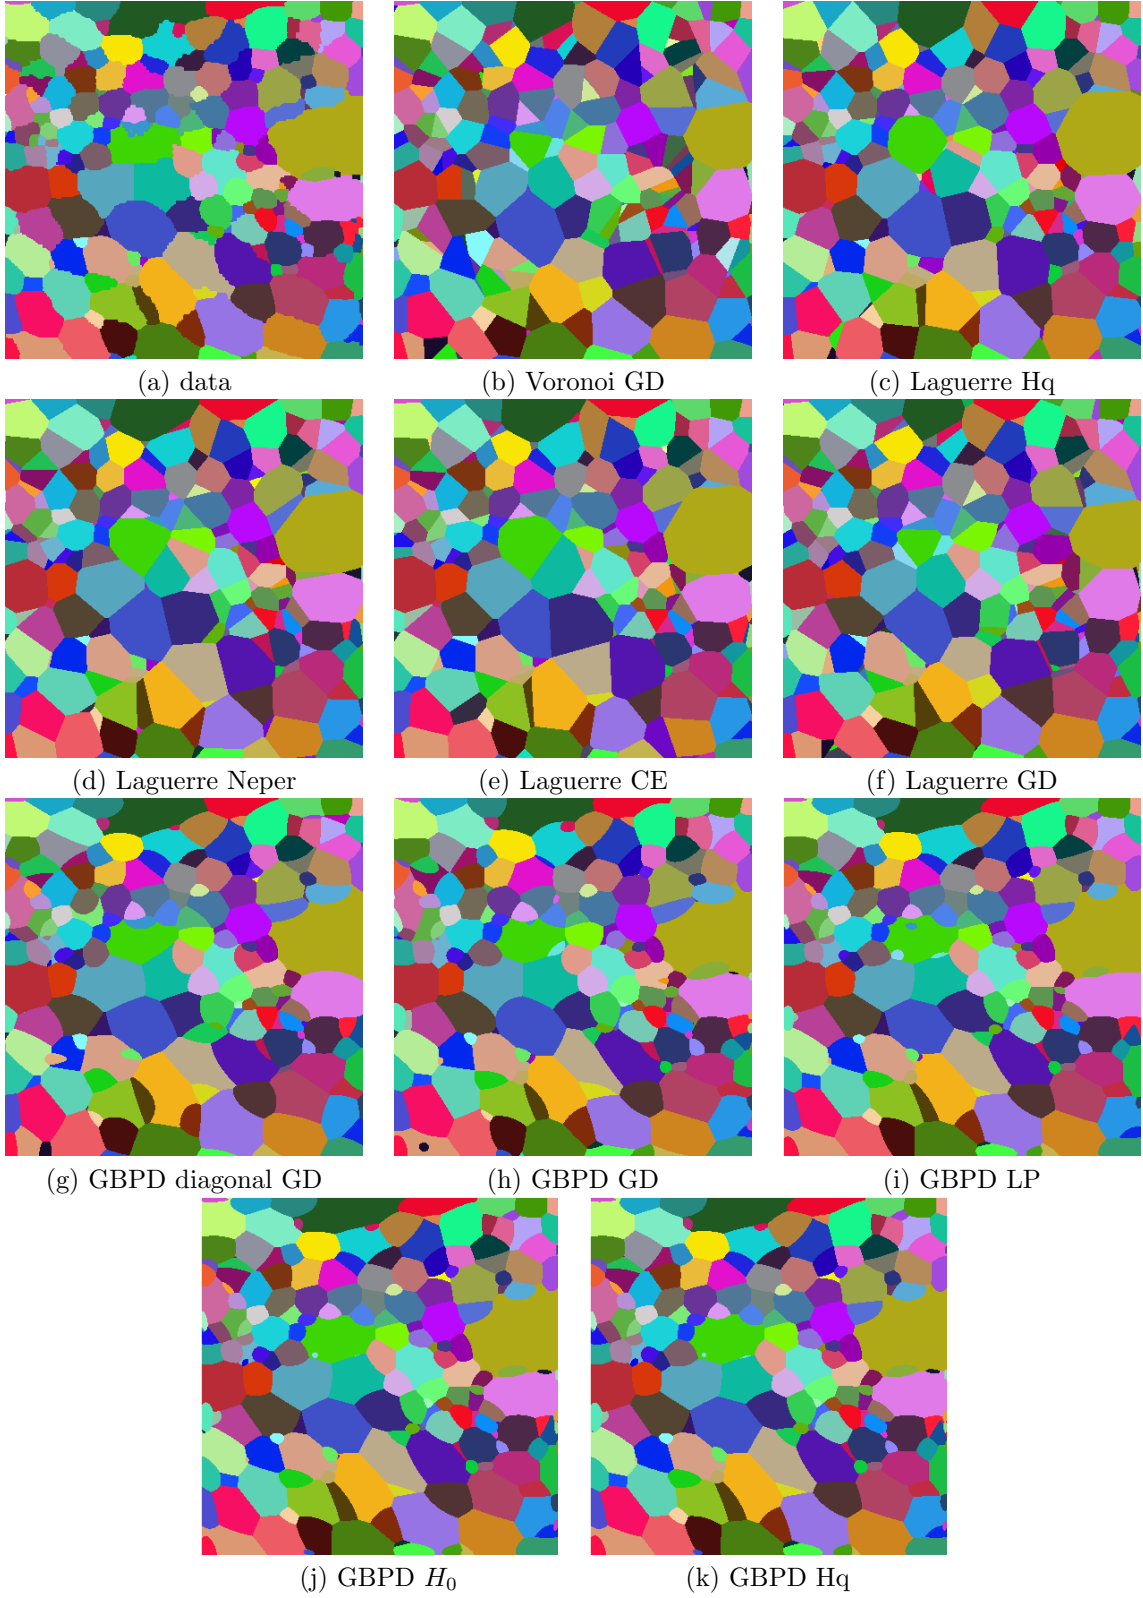 (a) data
(b) Voronoi GD
(c) Laguerre Hq
(d) Laguerre Neper
(e) Laguerre CE
(f) Laguerre GD
(g) GBPD diagonal GD
(h) GBPD GD
(i) GBPD LP
(j) GBPD H₀
(k) GBPD Hq